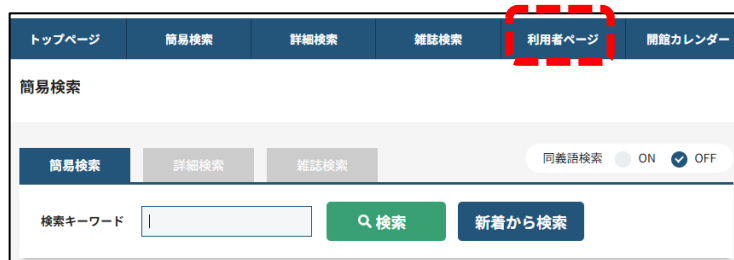 トップページ 簡易検索 詳細検索 雑誌検索 利用者ページ 開館カレンダー
簡易検索
簡易検索 詳細検索 雑誌検索 同義語検索 ON OFF
検索キーワード 検索 新着から検索